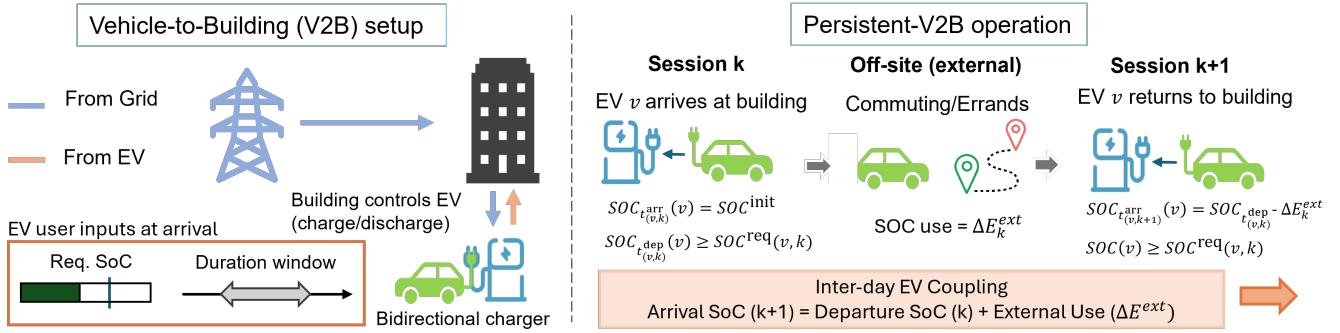 Vehicle-to-Building (V2B) setup
From Grid
From EV
Building controls EV
(charge/discharge)
EV user inputs at arrival
Req. SoC
Duration window
Bidirectional charger
Persistent-V2B operation
Session k
EV v arrives at building
SOC_{t^{arr}_{(v,k)}}(v) = SOC^{init}
SOC_{t^{dep}_{(v,k)}}(v) ≥ SOC^{req}(v, k)
Off-site (external)
Commuting/Errands
SOC use = ΔE_k^{ext}
Session k+1
EV v returns to building
SOC_{t^{arr}_{(v,k+1)}}(v) = SOC_{t^{dep}_{(v,k)}} - ΔE_k^{ext}
SOC(v) ≥ SOC^{req}(v, k)
Inter-day EV Coupling
Arrival SoC (k+1) = Departure SoC (k) + External Use (ΔE^{ext})